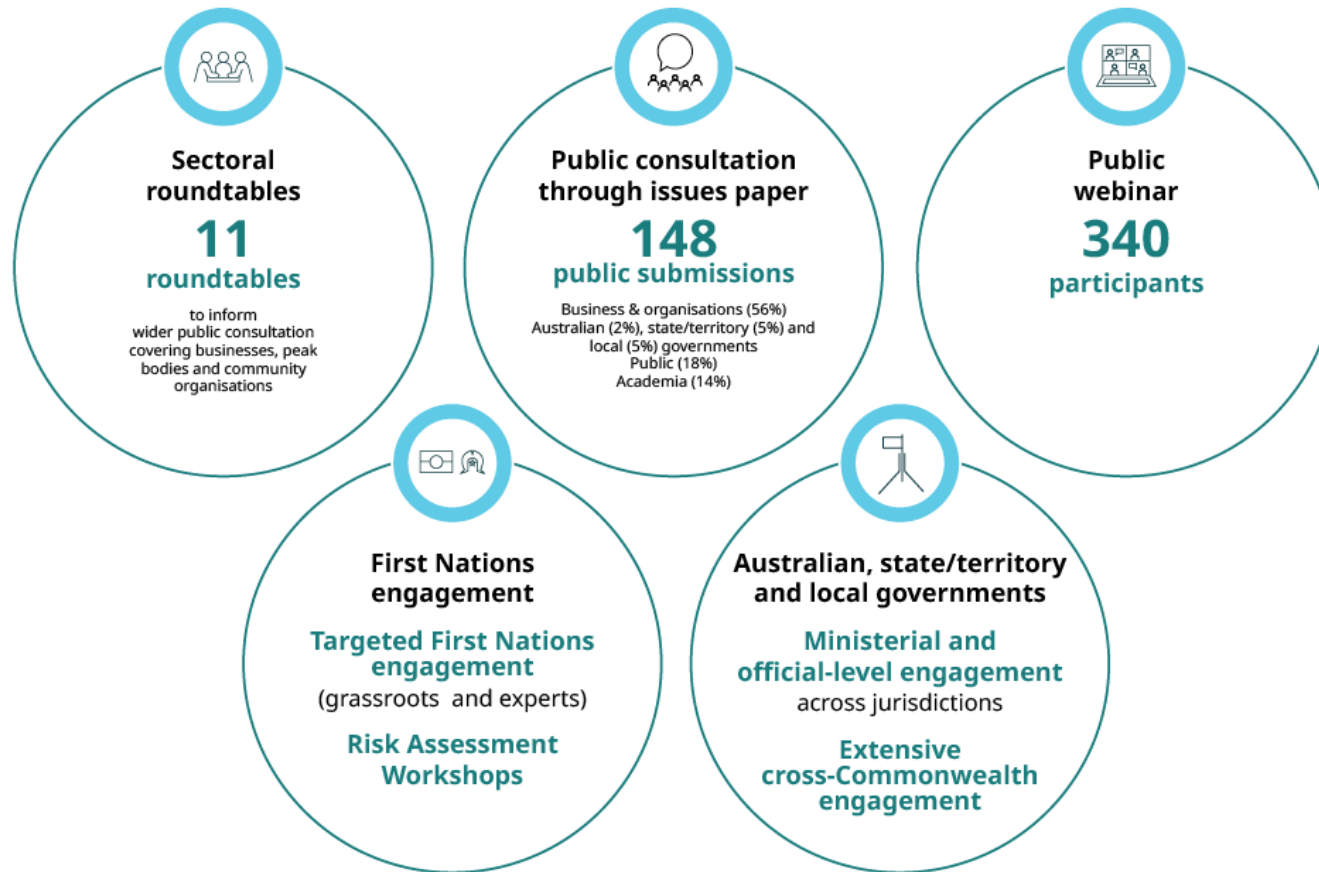 Sectoral
roundtables
11
roundtables
to inform
wider public consultation
covering businesses, peak
bodies and community
organisations
Public consultation
through issues paper
148
public submissions
Business & organisations (56%)
Australian (2%), state/territory (5%) and
local (5%) governments
Public (18%)
Academia (14%)
Public
webinar
340
participants
First Nations
engagement
Targeted First Nations
engagement
(grassroots and experts)
Risk Assessment
Workshops
Australian, state/territory
and local governments
Ministerial and
official-level engagement
across jurisdictions
Extensive
cross-Commonwealth
engagement